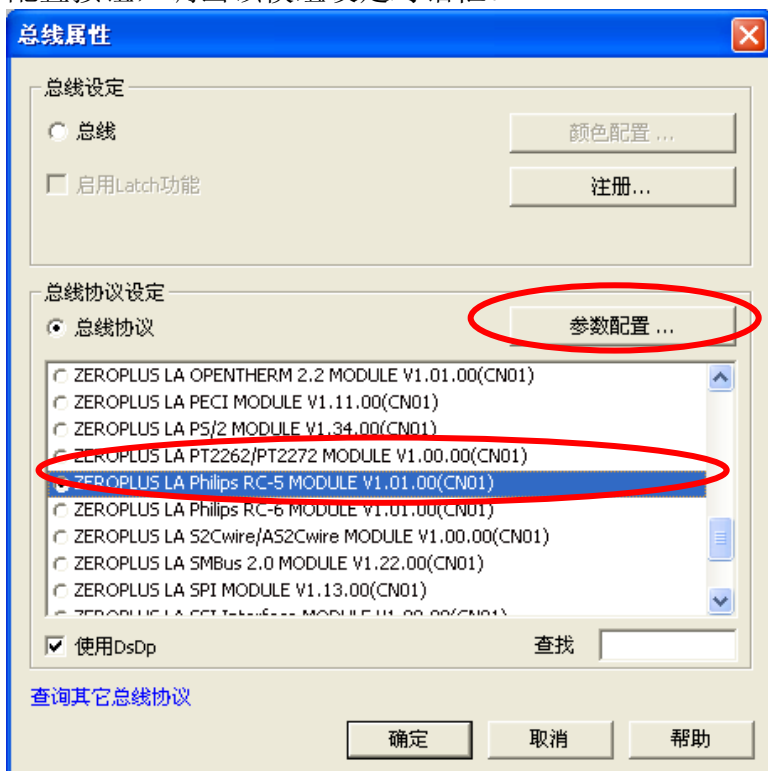 总线属性
总线设定
总线
颜色配置 ...
启用Latch功能
注册...
总线协议设定
总线协议
参数配置 ...
ZEROPLUS LA OPENTHERM 2.2 MODULE V1.01.00(CN01)
ZEROPLUS LA PECI MODULE V1.11.00(CN01)
ZEROPLUS LA PS/2 MODULE V1.34.00(CN01)
ZEROPLUS LA PT2262/PT2272 MODULE V1.00.00(CN01)
ZEROPLUS LA Philips RC-5 MODULE V1.01.00(CN01)
ZEROPLUS LA Philips RC-6 MODULE V1.01.00(CN01)
ZEROPLUS LA S2Cwire/AS2Cwire MODULE V1.00.00(CN01)
ZEROPLUS LA SMBus 2.0 MODULE V1.22.00(CN01)
ZEROPLUS LA SPI MODULE V1.13.00(CN01)
使用DsDp
查找
查询其它总线协议
确定
取消
帮助